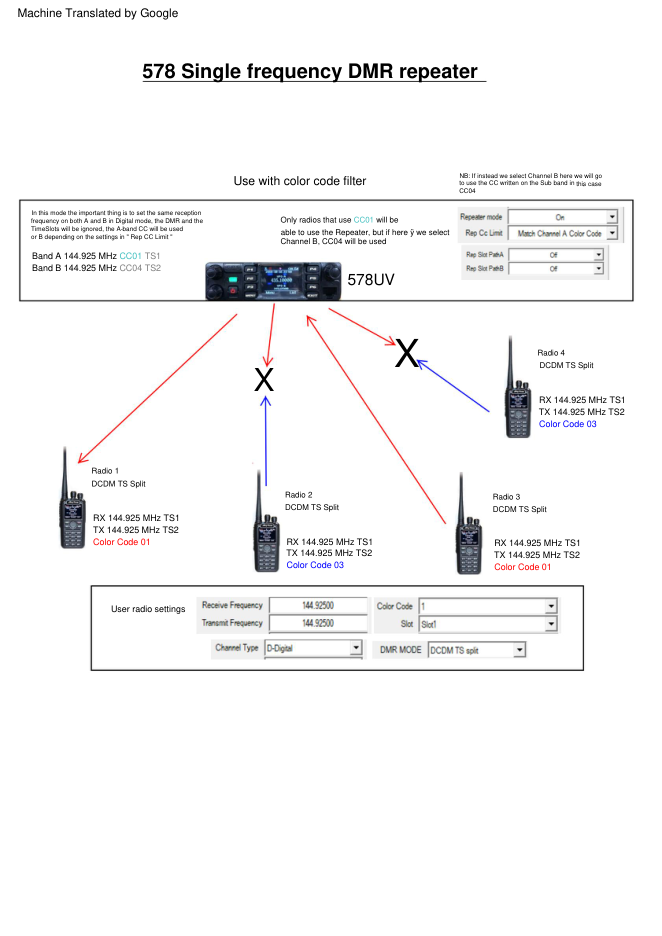 Machine Translated by Google
578 Single frequency DMR repeater
Use with color code filter
NB: If instead we select Channel B here we will go
to use the CC written on the Sub band in this case
CC04
In this mode the important thing is to set the same reception
frequency on both A and B in Digital mode, the DMR and the
TimeSlots will be ignored, the A-band CC will be used
or B depending on the settings in " Rep CC Limit "
Band A 144.925 MHz CC01 TS1
Band B 144.925 MHz CC04 TS2
Only radios that use CC01 will be
able to use the Repeater, but if here ÿ we select
Channel B, CC04 will be used
Repeater mode On
Rep Cc Limit Match Channel A Color Code
Rep Slot PathA Off
Rep Slot PathB Off
578UV
X
X
Radio 4
DCDM TS Split
RX 144.925 MHz TS1
TX 144.925 MHz TS2
Color Code 03
Radio 1
DCDM TS Split
RX 144.925 MHz TS1
TX 144.925 MHz TS2
Color Code 01
Radio 2
DCDM TS Split
RX 144.925 MHz TS1
TX 144.925 MHz TS2
Color Code 03
Radio 3
DCDM TS Split
RX 144.925 MHz TS1
TX 144.925 MHz TS2
Color Code 01
User radio settings
Receive Frequency 144.92500
Transmit Frequency 144.92500
Channel Type D-Digital
Color Code 1
Slot Slot1
DMR MODE DCDM TS split